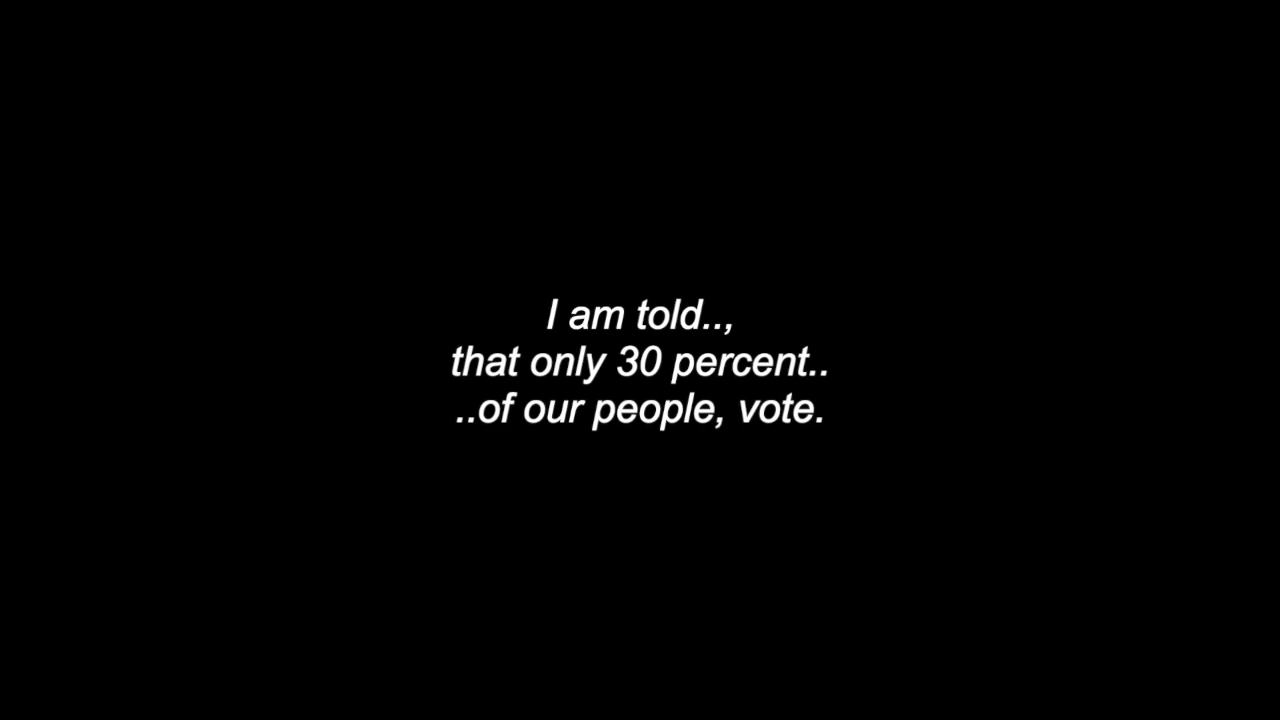 I am told..,
that only 30 percent..
..of our people, vote.